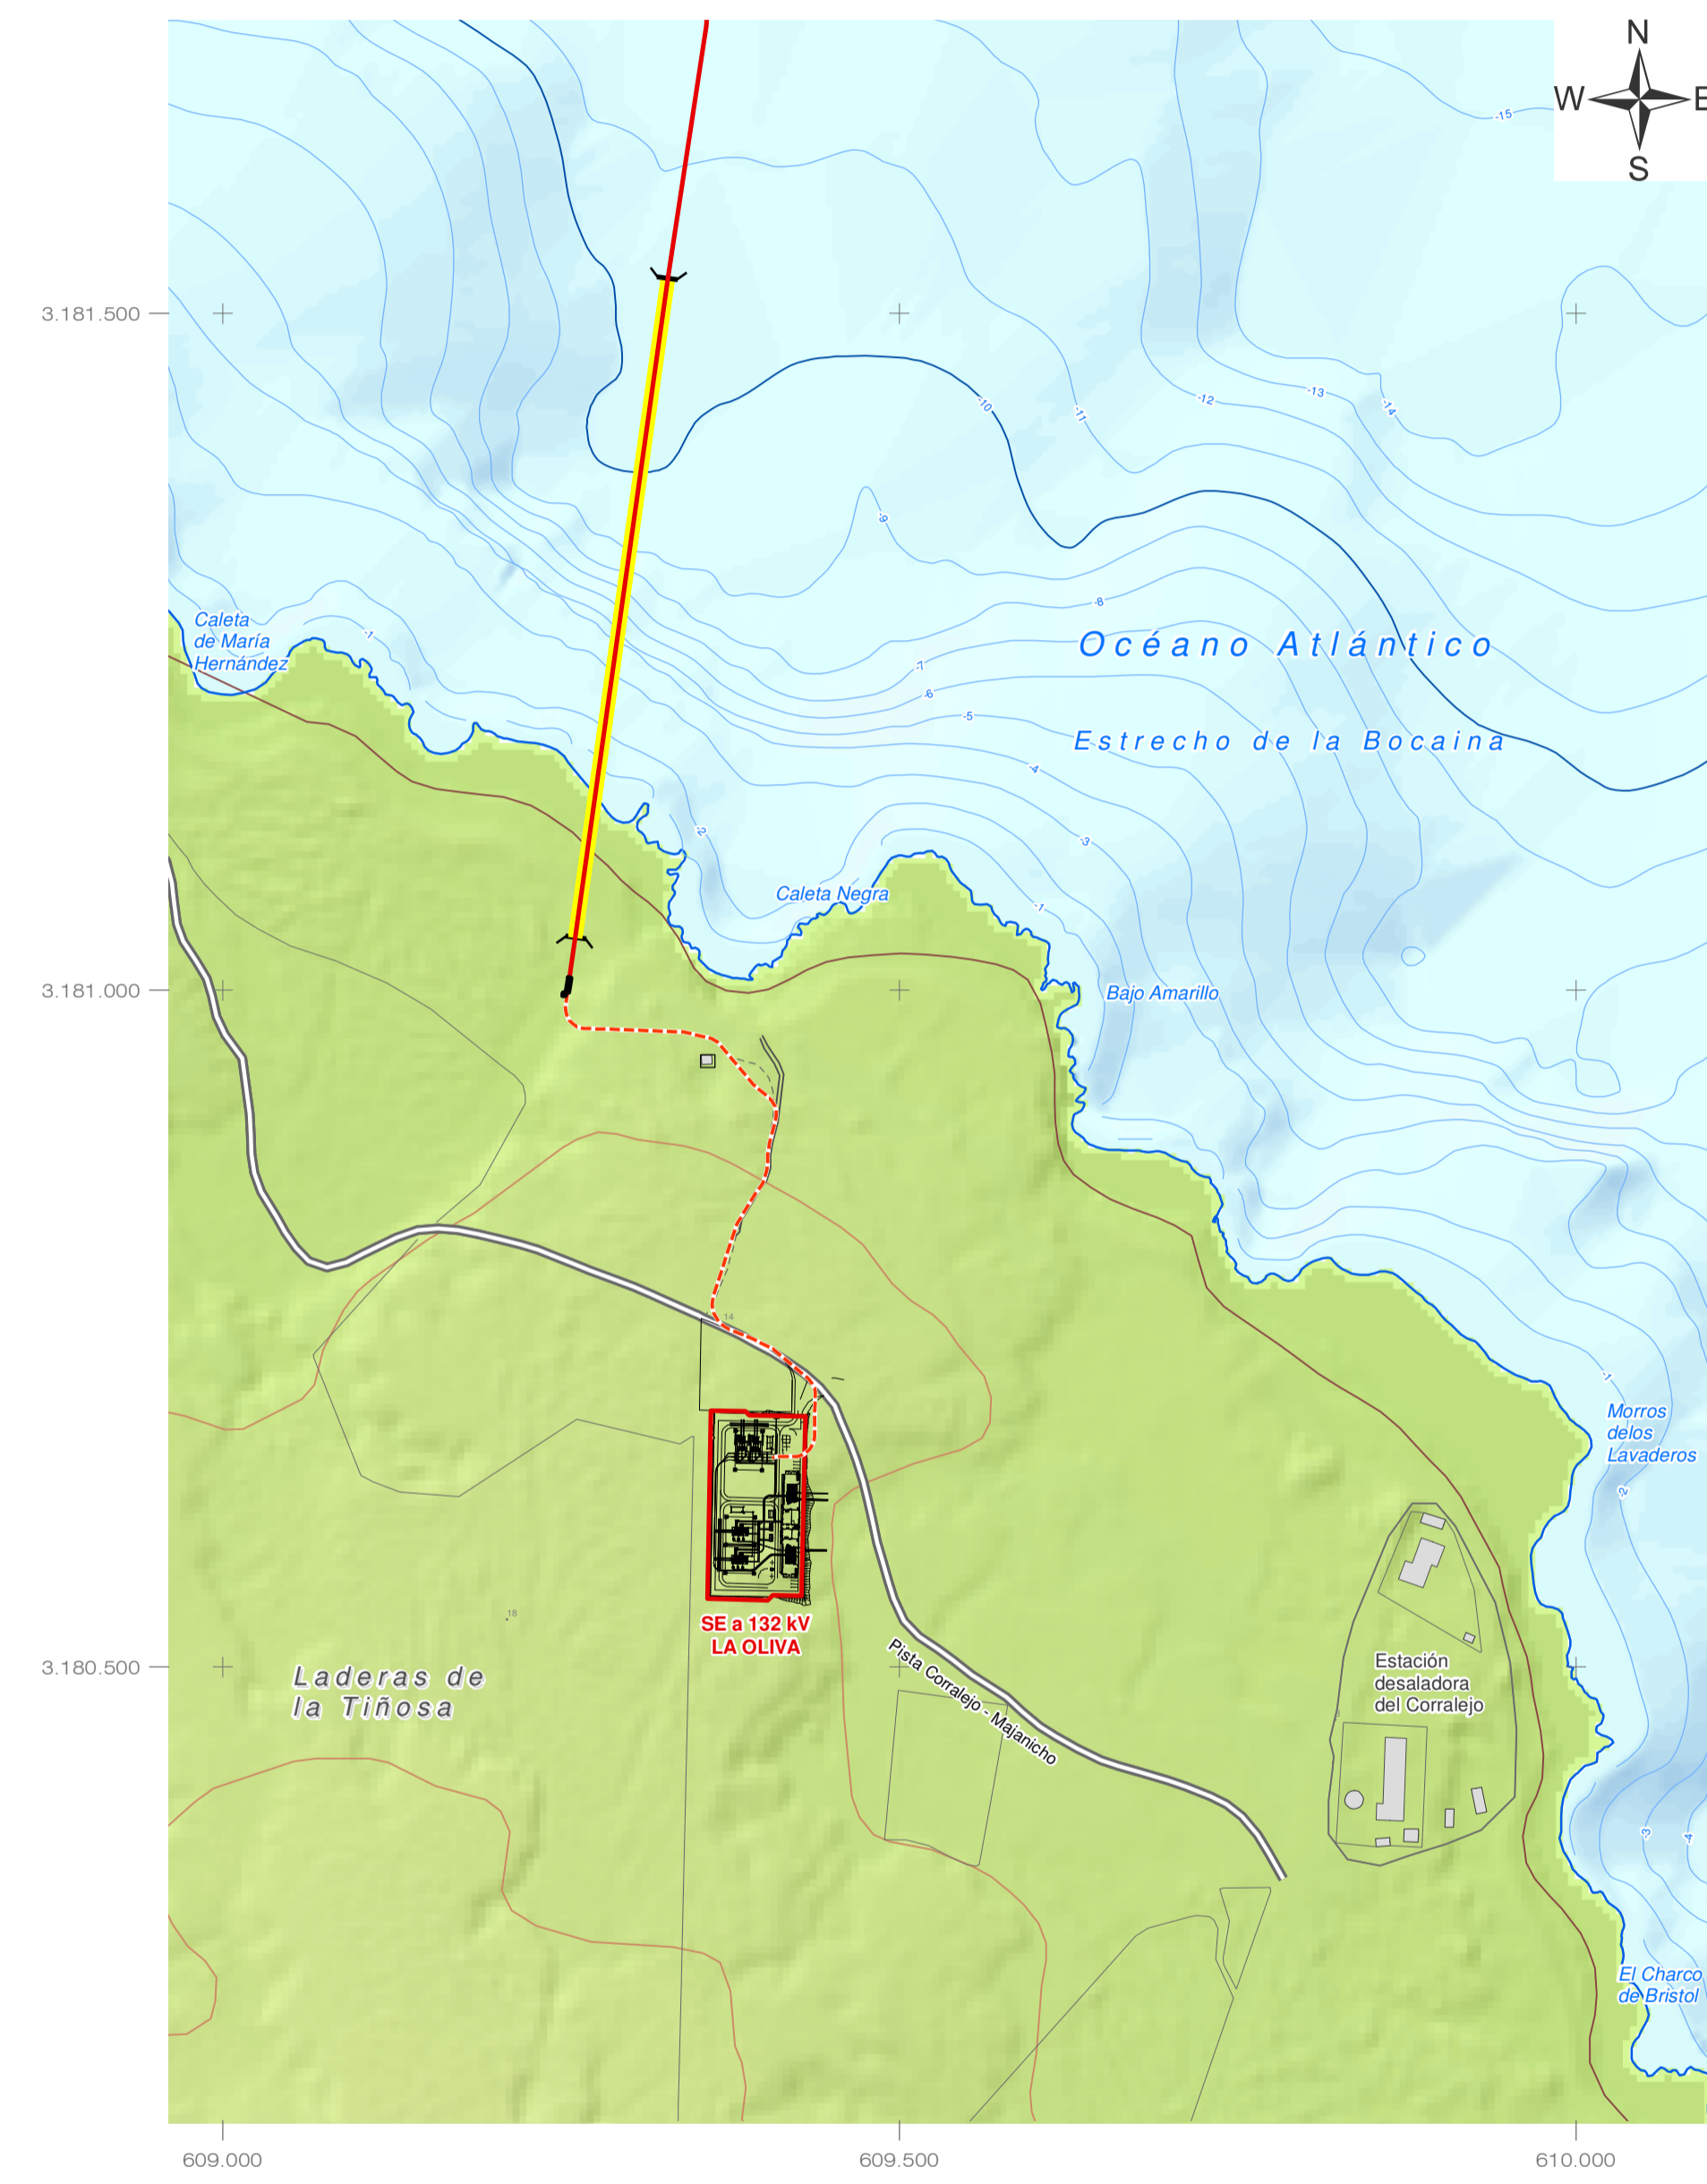 N
W E
S
-15
3.181.500
-10
-11
-12
-13
-14
-9
-8
Caleta
de María
Hernández
-1
Océano Atlántico
-7
-6
-5
Estrecho de la Bocaina
-4
-2
-3
Caleta Negra
-1
3.181.000
Bajo Amarillo
14
-1
Morros
delos
Lavaderos
-2
18
SE a 132 kV
LA OLIVA
3.180.500
Laderas de
la Tiñosa
Pista Corralejo - Majanicho
Estación
desaladora
del Corralejo
-3
-4
El Charco
de Bristol
609.000
609.500
610.000